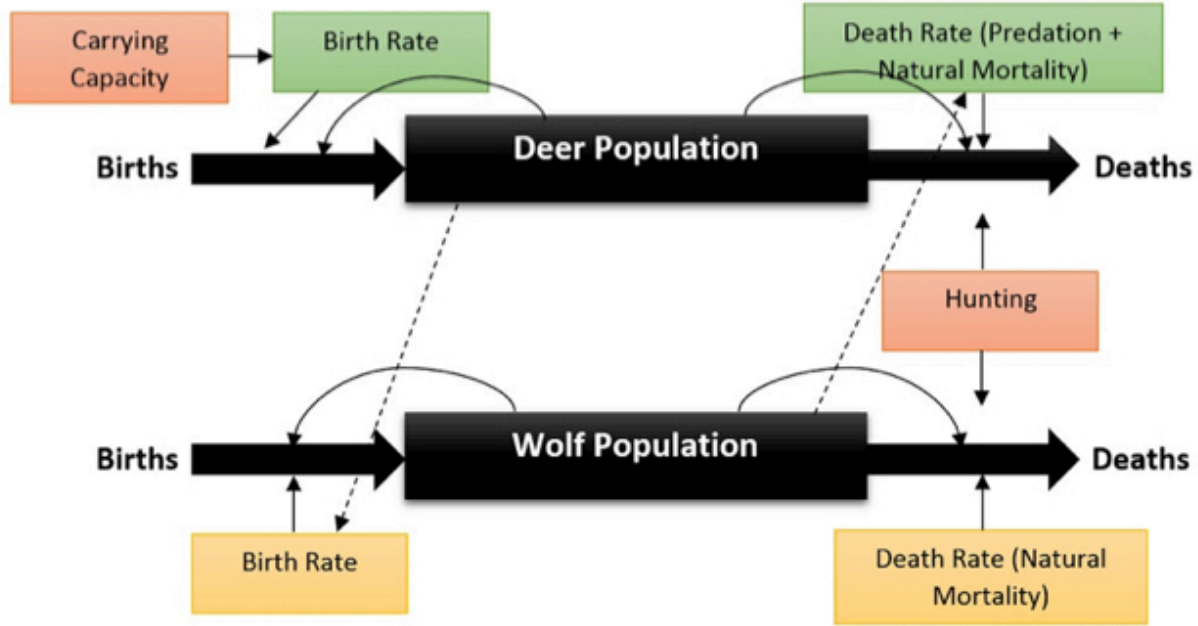 Carrying
Capacity
Birth Rate
Death Rate (Predation +
Natural Mortality)
Births
Deer Population
Deaths
Hunting
Births
Wolf Population
Deaths
Birth Rate
Death Rate (Natural
Mortality)